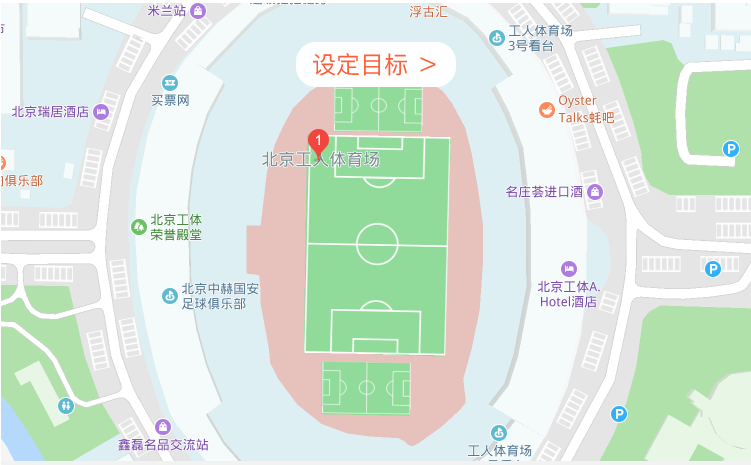 米兰站
浮古汇
工人体育场
3号看台
设定目标 >
买票网
北京瑞居酒店
Oyster
Talks蚝吧
P
1
北京工人体育场
俱乐部
名庄荟进口酒
北京工体
荣誉殿堂
北京工体A.
Hotel酒店
P
北京中赫国安
足球俱乐部
P
鑫磊名品交流站
工人体育场